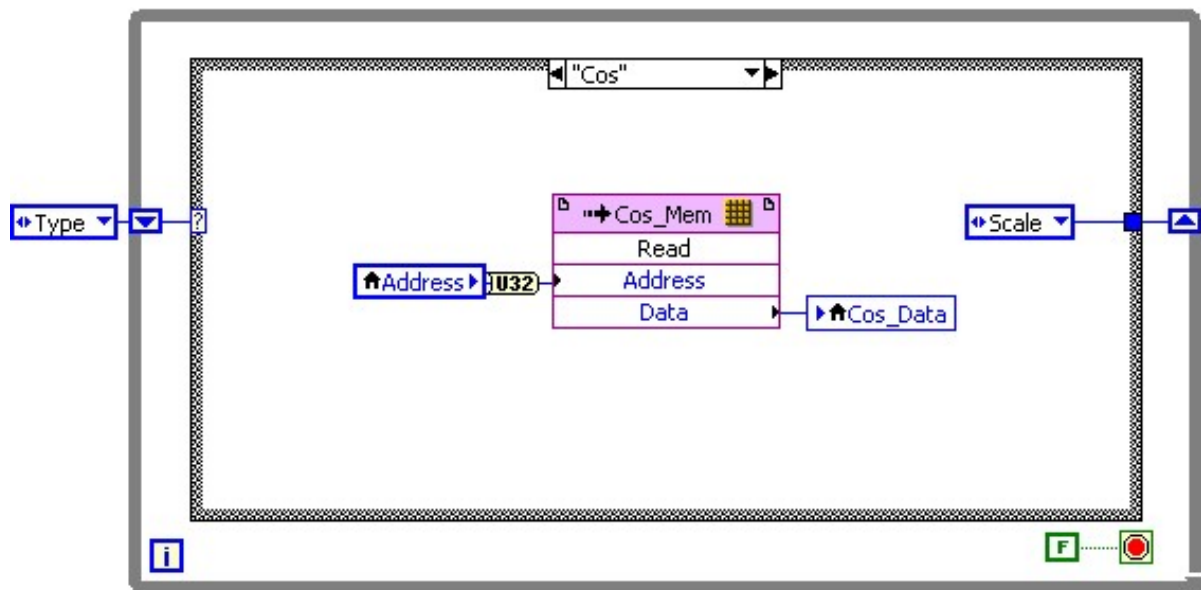 "Cos"
Type
?
Cos_Mem
Scale
Read
Address
U32
Address
Data
Cos_Data
i
F